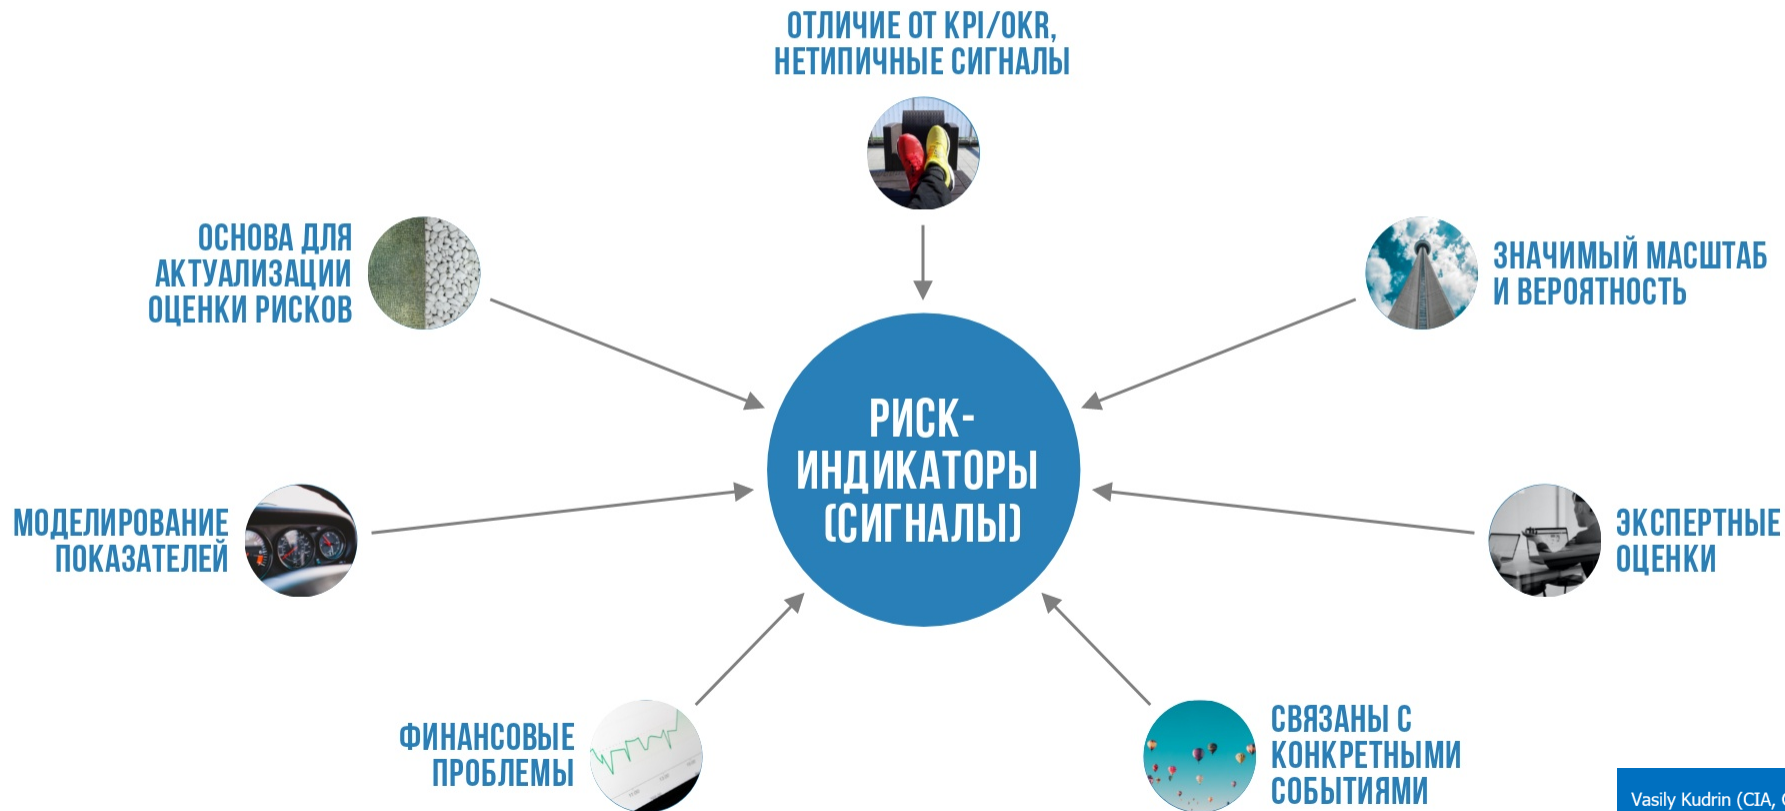 ОТЛИЧИЕ ОТ KPI/OKR,
НЕТИПИЧНЫЕ СИГНАЛЫ
ОСНОВА ДЛЯ
АКТУАЛИЗАЦИИ
ОЦЕНКИ РИСКОВ
ЗНАЧИМЫЙ МАСШТАБ
И ВЕРОЯТНОСТЬ
РИСК-
ИНДИКАТОРЫ
(СИГНАЛЫ)
МОДЕЛИРОВАНИЕ
ПОКАЗАТЕЛЕЙ
ЭКСПЕРТНЫЕ
ОЦЕНКИ
ФИНАНСОВЫЕ
ПРОБЛЕМЫ
СВЯЗАНЫ С
КОНКРЕТНЫМИ
СОБЫТИЯМИ
Vasily Kudrin (CIA,